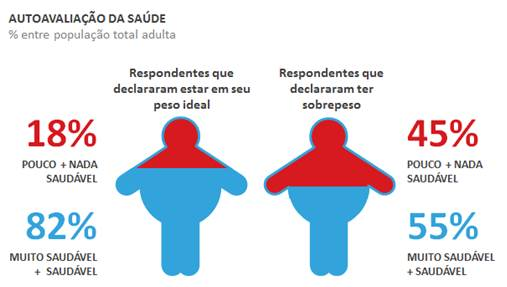 AUTOAVALIAÇÃO DA SAÚDE
% entre população total adulta
Respondentes que
declararam estar em seu
peso ideal
Respondentes que
declararam ter
sobrepeso
18%
POUCO + NADA
SAUDÁVEL
82%
MUITO SAUDÁVEL
+ SAUDÁVEL
45%
POUCO + NADA
SAUDÁVEL
55%
MUITO SAUDÁVEL
+ SAUDÁVEL